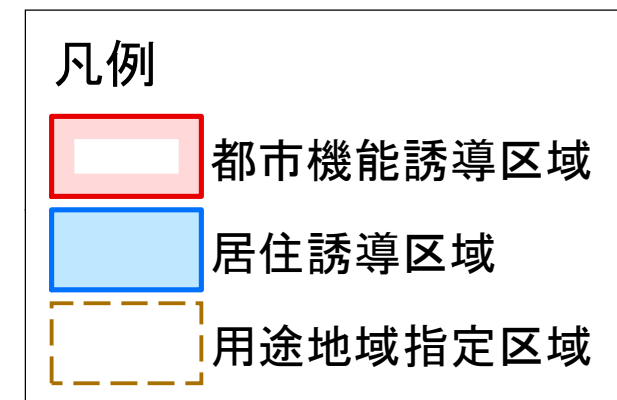 凡例
都市機能誘導区域
居住誘導区域
用途地域指定区域